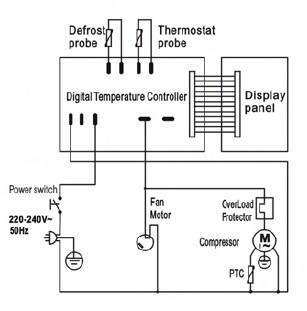 Defrost
probe
Thermostat
probe
Digital Temperature Controller
Display
panel
Power switch
220-240V~
50Hz
Fan
Motor
OverLoad
Protector
Compressor
M
~
PTC